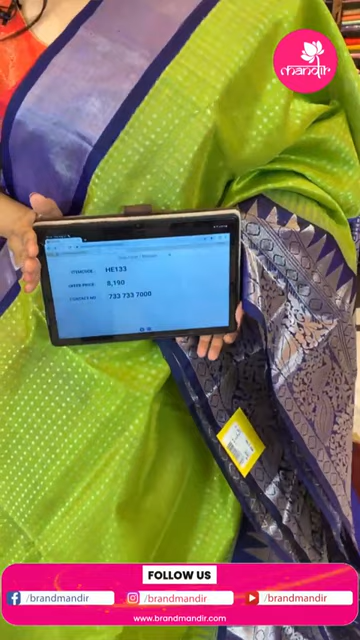 mandir
ITEMCODE : HE133
OFFER PRICE: 8,190
CONTACT NO : 733 733 7000
FOLLOW US
/brandmandir
/brandmandir
/brandmandir
www.brandmandir.com